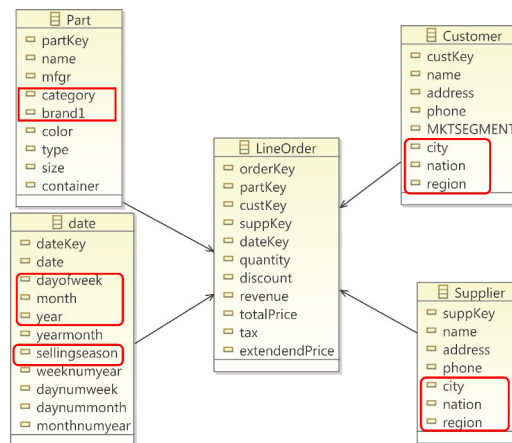 Part
partKey
name
mfgr
category
brand1
color
type
size
container
date
dateKey
date
dayofweek
month
year
yearmonth
sellingseason
weeknumyear
daynumweek
daynummonth
monthnumyear
LineOrder
orderKey
partKey
custKey
suppKey
dateKey
quantity
discount
revenue
totalPrice
tax
extendendPrice
Customer
custKey
name
address
phone
MKTSEGMENT
city
nation
region
Supplier
suppKey
name
address
phone
city
nation
region